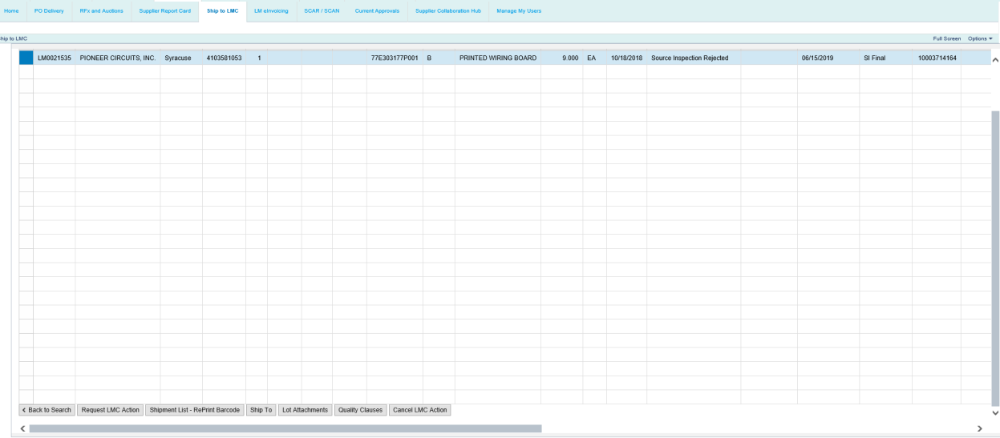 Home PO Delivery RFx and Auctions Supplier Report Card Ship to LMC LM eInvoicing SCAR / SCAN Current Approvals Supplier Collaboration Hub Manage My Users
Ship to LMC Full Screen Options
LM0021535 PIONEER CIRCUITS, INC. Syracuse 4103581053 1 77E303177P001 B PRINTED WIRING BOARD 9.000 EA 10/18/2018 Source Inspection Rejected 06/15/2019 SI Final 10003714164
Back to Search Request LMC Action Shipment List - RePrint Barcode Ship To Lot Attachments Quality Clauses Cancel LMC Action